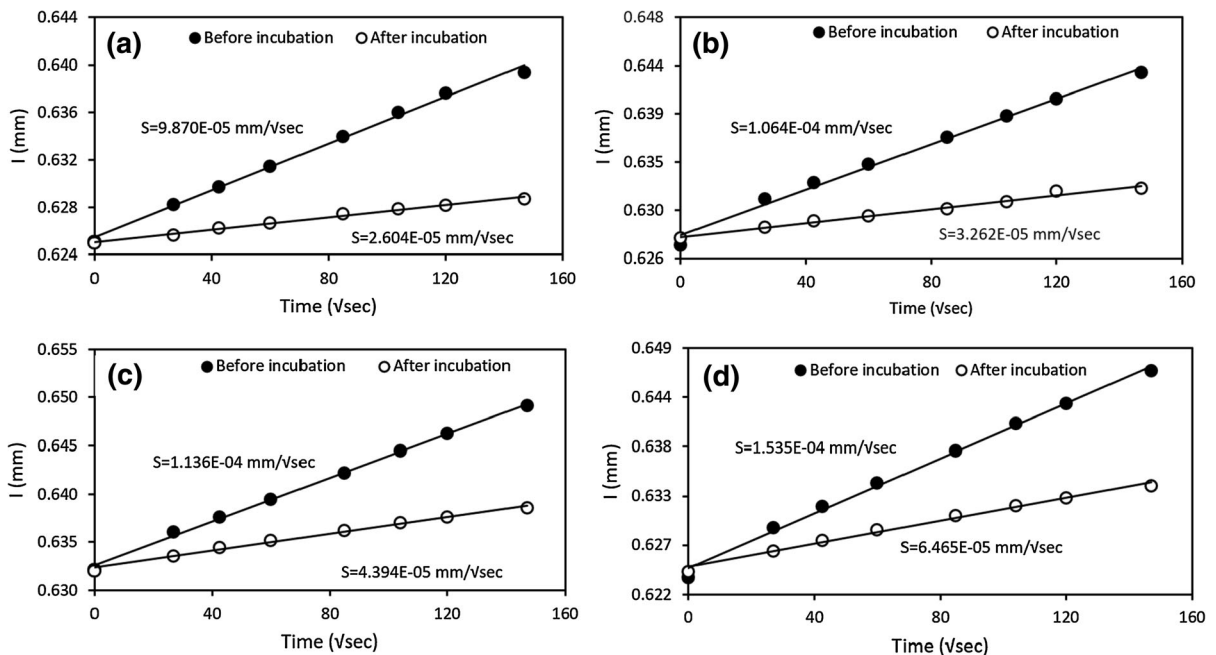 (a)
Before incubation
After incubation
I (mm)
0.644
0.640
0.636
0.632
0.628
0.624
S=9.870E-05 mm/√sec
S=2.604E-05 mm/√sec
0
40
80
120
160
Time (√sec)
(b)
Before incubation
After incubation
I (mm)
0.648
0.644
0.639
0.635
0.630
0.626
S=1.064E-04 mm/√sec
S=3.262E-05 mm/√sec
0
40
80
120
160
Time (√sec)
(c)
Before incubation
After incubation
I (mm)
0.655
0.650
0.645
0.640
0.635
0.630
S=1.136E-04 mm/√sec
S=4.394E-05 mm/√sec
0
40
80
120
160
Time (√sec)
(d)
Before incubation
After incubation
I (mm)
0.649
0.644
0.638
0.633
0.627
0.622
S=1.535E-04 mm/√sec
S=6.465E-05 mm/√sec
0
40
80
120
160
Time (√sec)